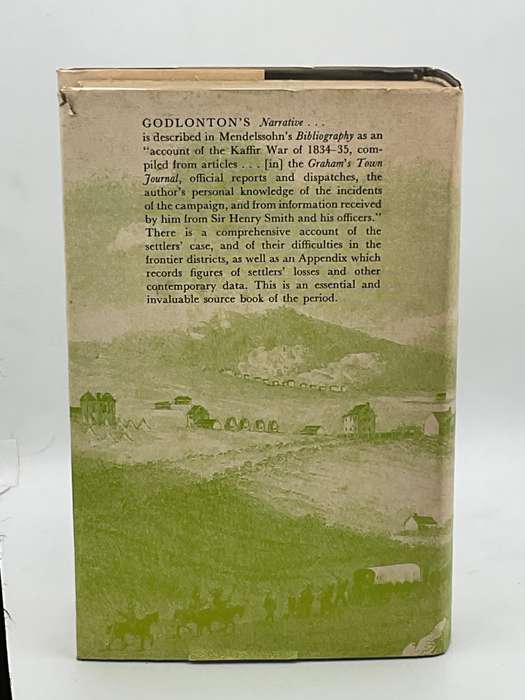 GODLONTON'S Narrative . . .
is described in Mendelssohn's Bibliography as an
"account of the Kaffir War of 1834-35, com-
piled from articles . . . [in] the Graham's Town
Journal, official reports and dispatches, the
author's personal knowledge of the incidents
of the campaign, and from information received
by him from Sir Henry Smith and his officers."
There is a comprehensive account of the
settlers' case, and of their difficulties in the
frontier districts, as well as an Appendix which
records figures of settlers' losses and other
contemporary data. This is an essential and
invaluable source book of the period.